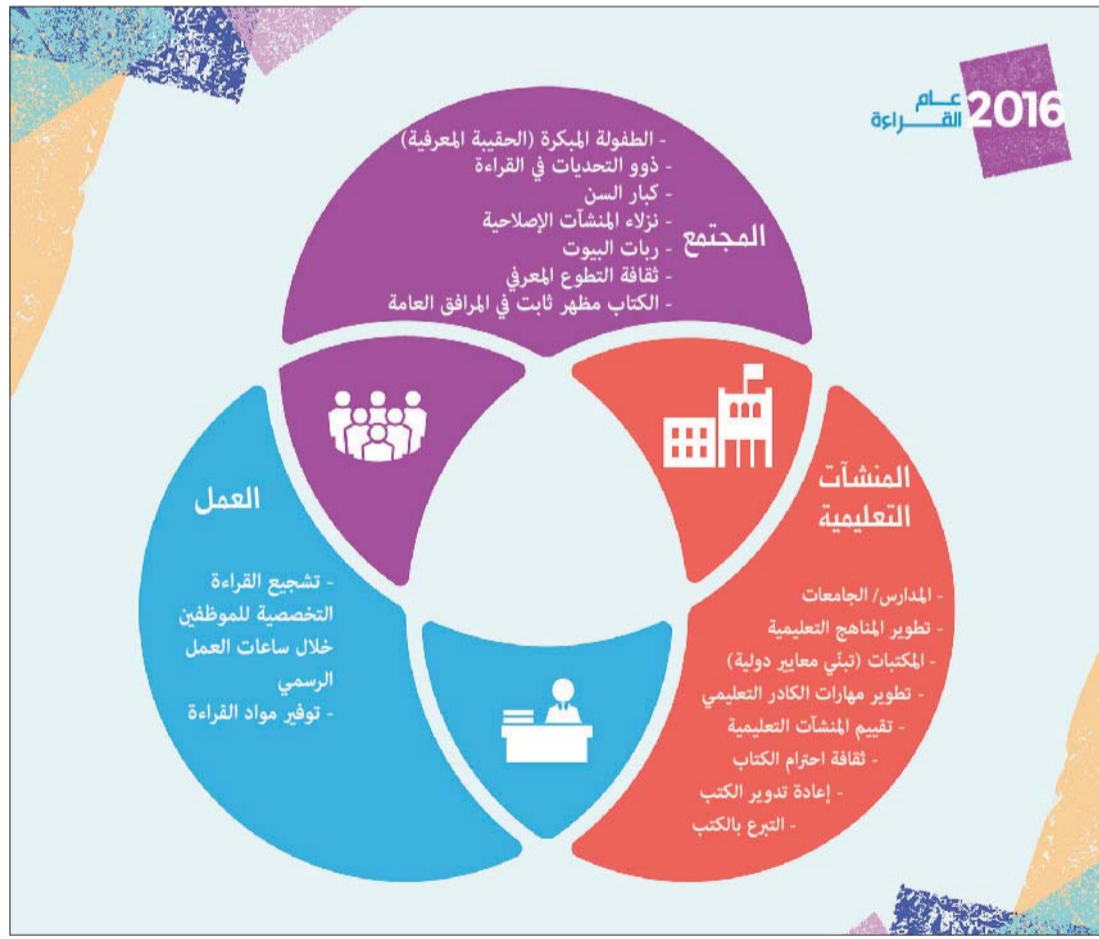 2016 عام
القراءة
- الطفولة المبكرة (الحقيبة المعرفية)
- ذوو التحديات في القراءة
- كبار السن
- نزلاء المنشآت الإصلاحية
المجتمع
- ربات البيوت
- ثقافة التطوع المعرفي
- الكتاب مظهر ثابت في المرافق العامة
المنشآت
التعليمية
- المدارس/ الجامعات
- تطوير المناهج التعليمية
- المكتبات (تبنّي معايير دولية)
- تطوير مهارات الكادر التعليمي
- تقييم المنشآت التعليمية
- ثقافة احترام الكتاب
- إعادة تدوير الكتب
- التبرع بالكتب
العمل
- تشجيع القراءة
التخصصية للموظفين
خلال ساعات العمل
الرسمي
- توفير مواد القراءة